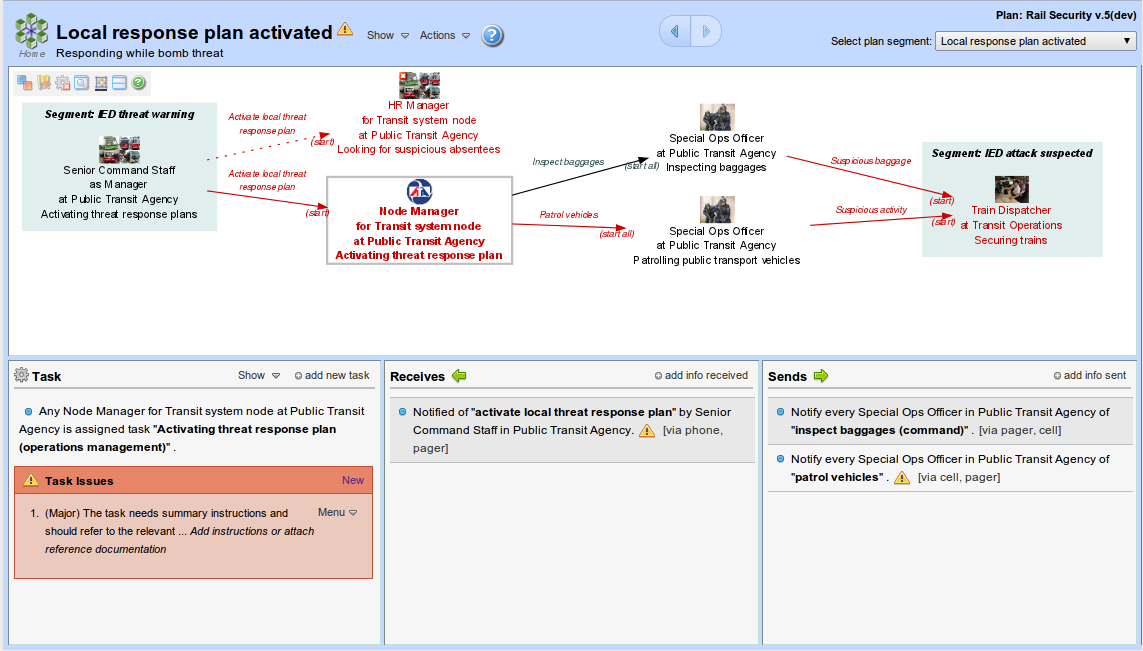 Plan: Rail Security v.5(dev)
Home
Local response plan activated
Show
Actions
?
Select plan segment:
Local response plan activated
Responding while bomb threat
Segment: IED threat warning
Senior Command Staff
as Manager
at Public Transit Agency
Activating threat response plans
Activate local threat
response plan
(start)
Activate local threat
response plan
(start)
HR Manager
for Transit system node
at Public Transit Agency
Looking for suspicious absentees
Node Manager
for Transit system node
at Public Transit Agency
Activating threat response plan
Inspect baggages
(start all)
Patrol vehicles
(start all)
Special Ops Officer
at Public Transit Agency
Inspecting baggages
Special Ops Officer
at Public Transit Agency
Patrolling public transport vehicles
Suspicious baggage
(start)
Suspicious activity
(start)
Segment: IED attack suspected
Train Dispatcher
at Transit Operations
Securing trains
Task
Show
add new task
Any Node Manager for Transit system node at Public Transit
Agency is assigned task "Activating threat response plan
(operations management)" .
Task Issues
New
1. (Major) The task needs summary instructions and
should refer to the relevant ... Add instructions or attach
reference documentation
Menu
Receives
add info received
Notified of "activate local threat response plan" by Senior
Command Staff in Public Transit Agency. [via phone,
pager]
Sends
add info sent
Notify every Special Ops Officer in Public Transit Agency of
"inspect baggages (command)" . [via pager, cell]
Notify every Special Ops Officer in Public Transit Agency of
"patrol vehicles" . [via cell, pager]